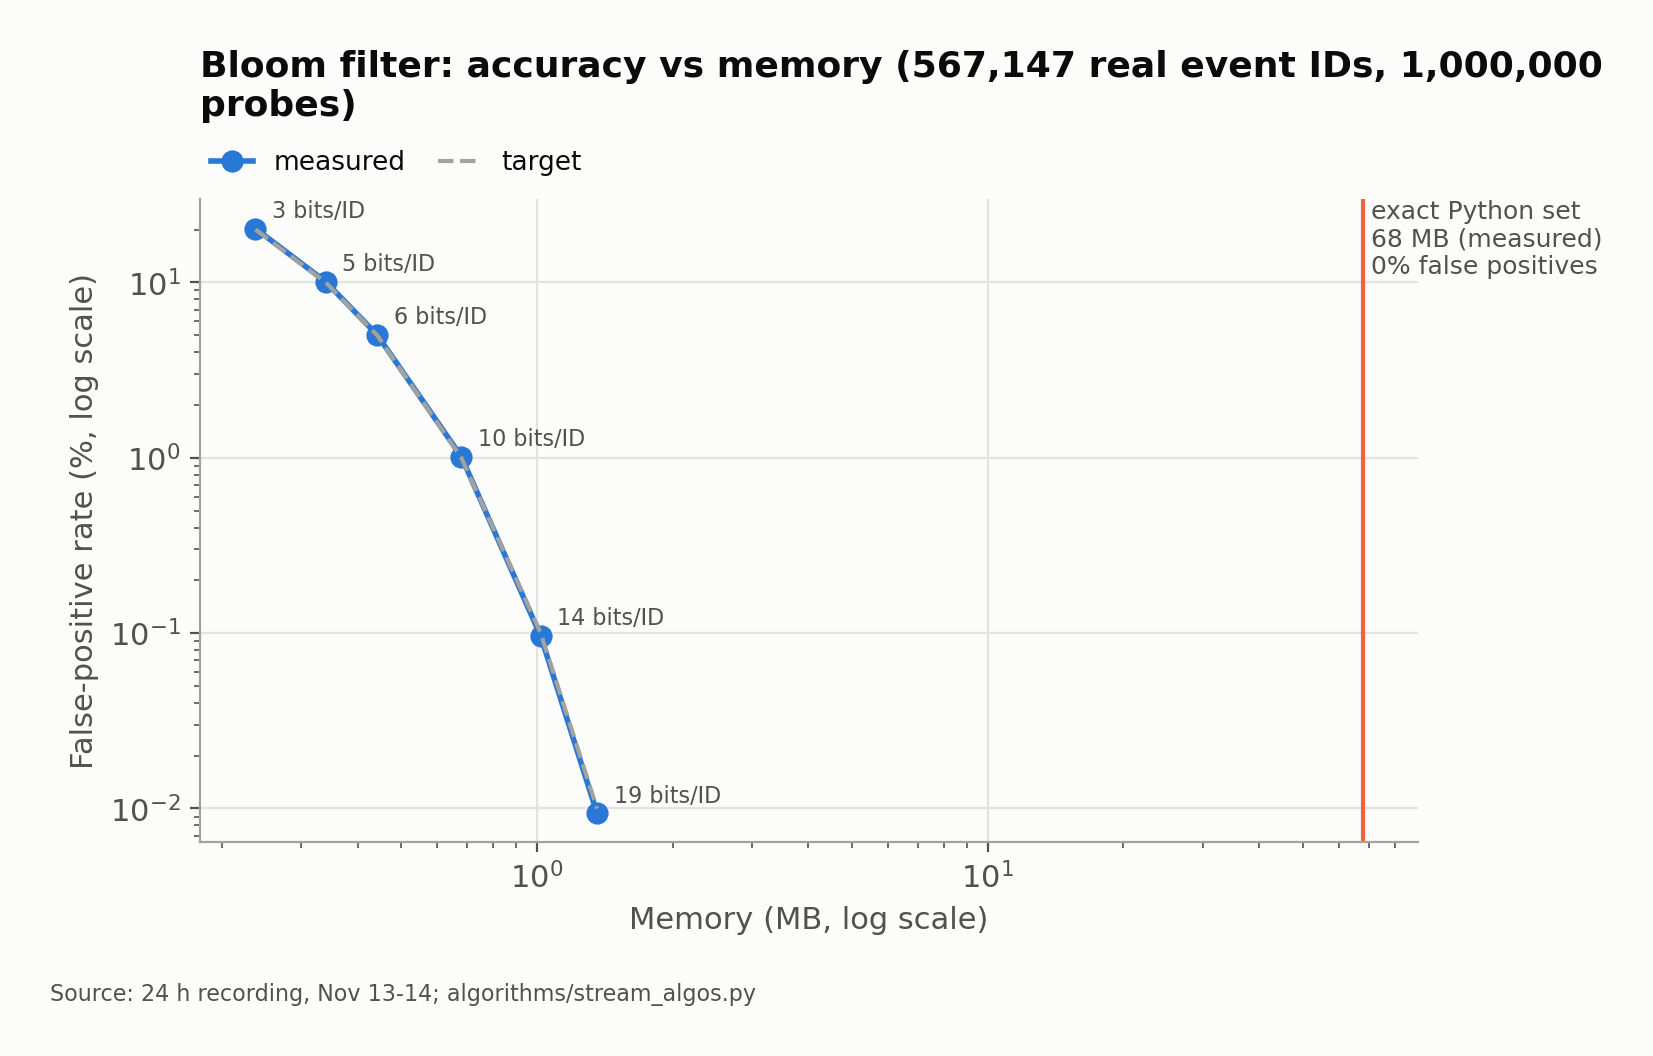 Bloom filter: accuracy vs memory (567,147 real event IDs, 1,000,000
probes)
measured
target
3 bits/ID
5 bits/ID
6 bits/ID
10 bits/ID
14 bits/ID
19 bits/ID
exact Python set
68 MB (measured)
0% false positives
False-positive rate (%, log scale)
10¹
10⁰
10⁻¹
10⁻²
10⁰
10¹
Memory (MB, log scale)
Source: 24 h recording, Nov 13-14; algorithms/stream_algos.py